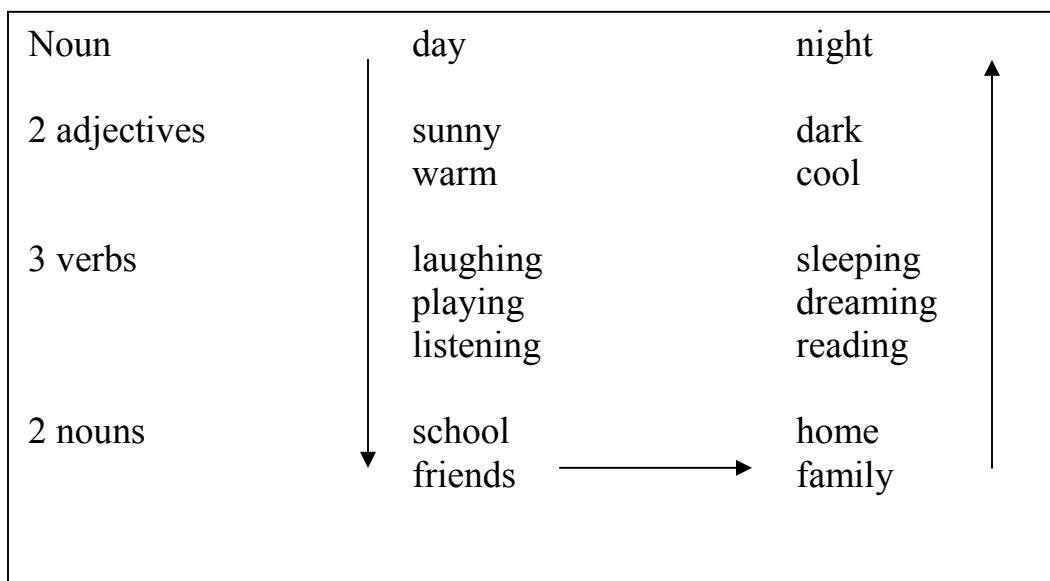 Noun day night
2 adjectives sunny dark
warm cool
3 verbs laughing sleeping
playing dreaming
listening reading
2 nouns school home
friends family